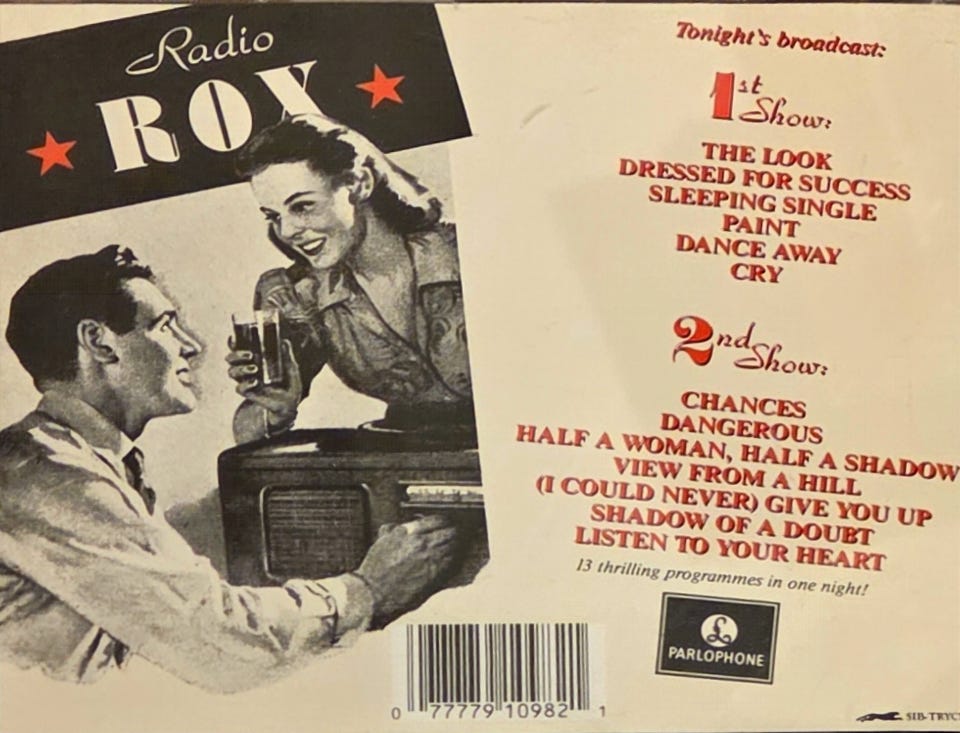 Radio
ROX
Tonight's broadcast:
1st Show:
THE LOOK
DRESSED FOR SUCCESS
SLEEPING SINGLE
PAINT
DANCE AWAY
CRY
2nd Show:
CHANCES
DANGEROUS
HALF A WOMAN, HALF A SHADOW
VIEW FROM A HILL
(I COULD NEVER) GIVE YOU UP
SHADOW OF A DOUBT
LISTEN TO YOUR HEART
13 thrilling programmes in one night!
£
PARLOPHONE
0 77779 10982 1
SIB-TRYC